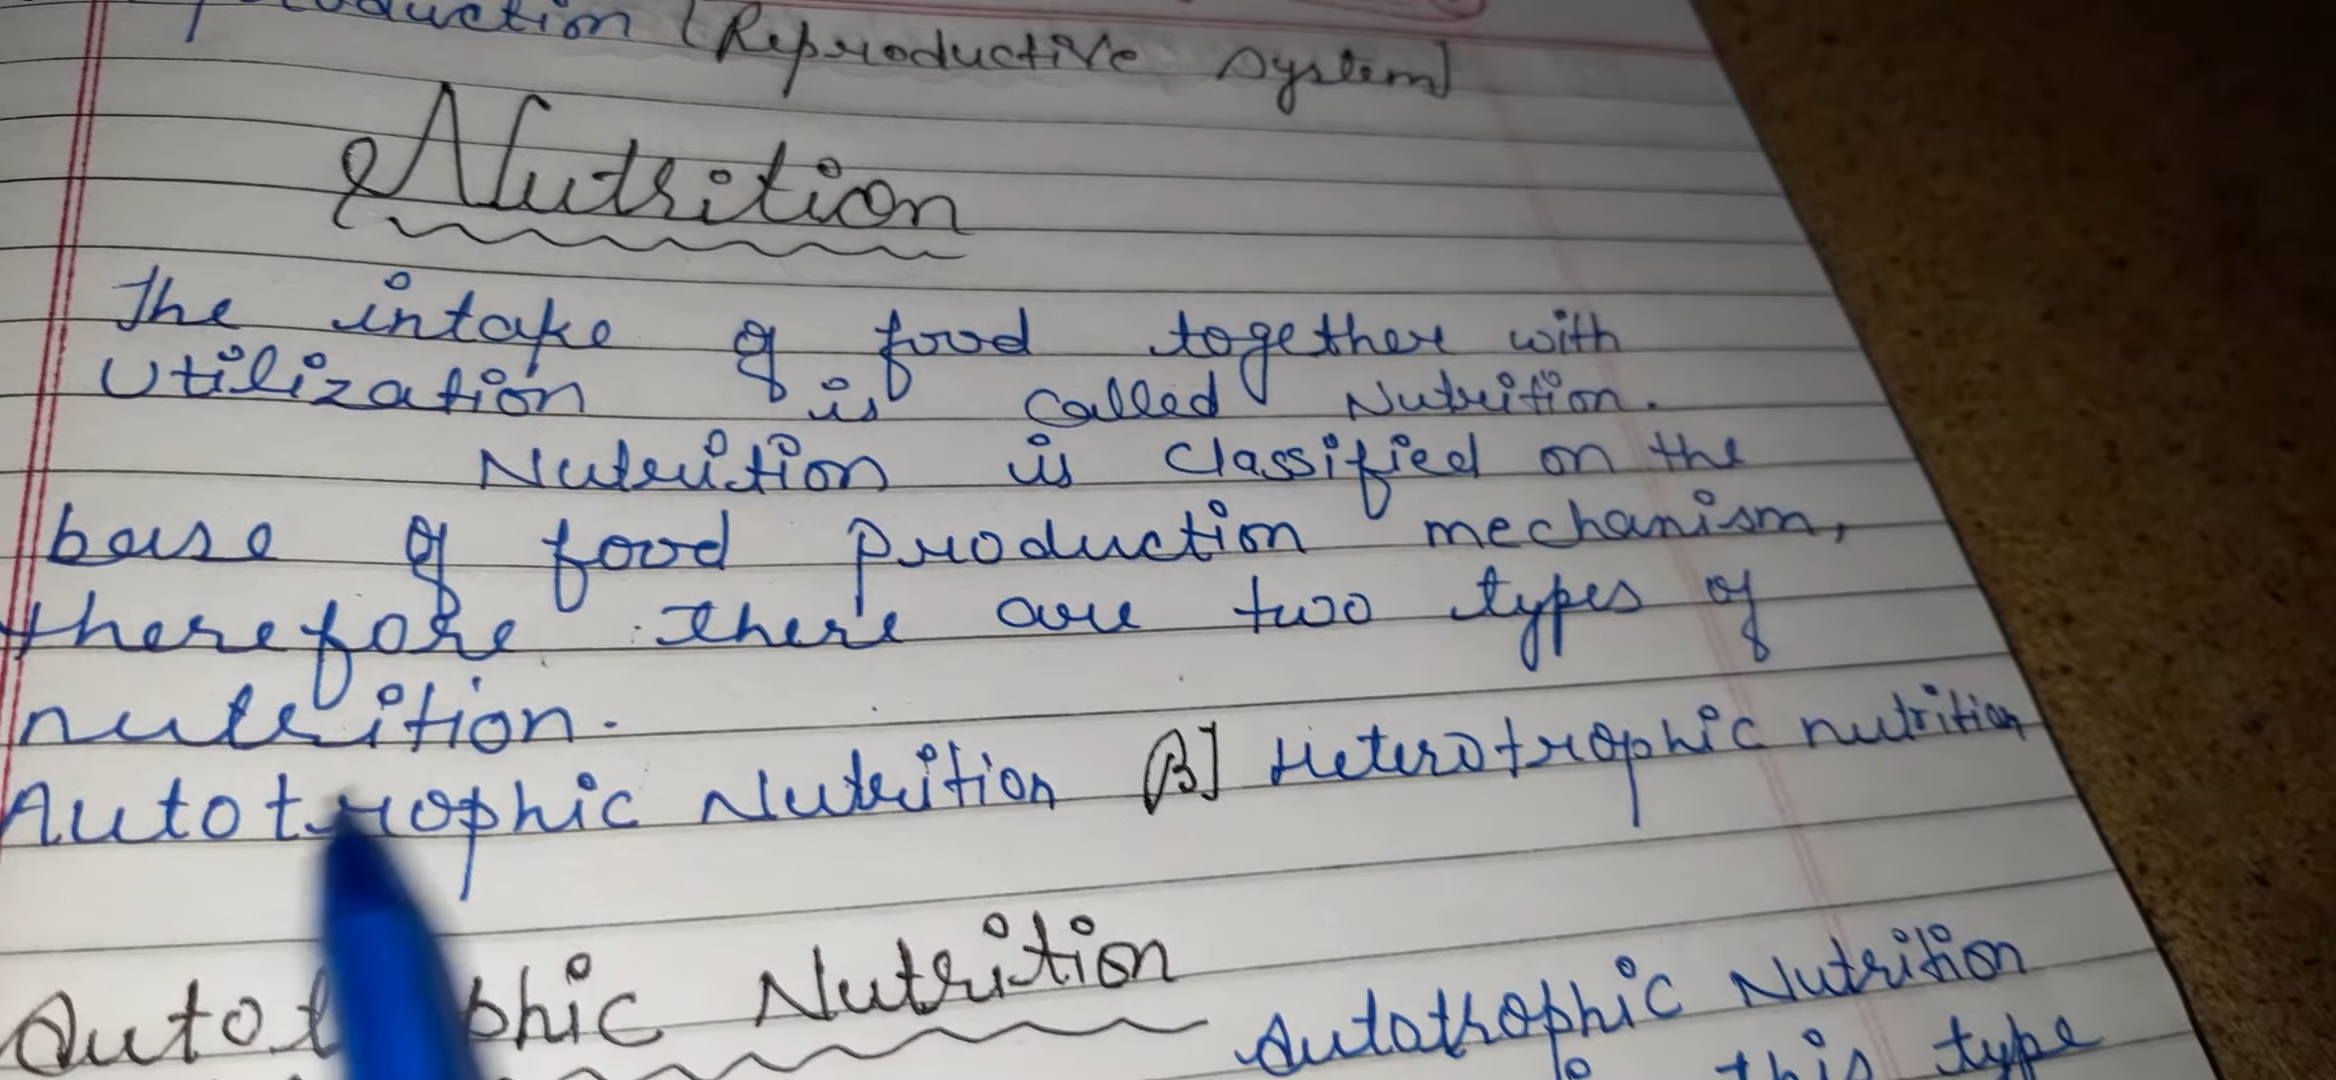 (Reproductive System]
Nutrition
The intake of food together with
Utilization is called Nutrition.
Nutrition is classified on the
base of food production mechanism,
therefore there are two types of
nutrition.
Autotrophic Nutrition B] Heterotrophic nutrition
Nutrition
Autotrophic Nutrition
this type